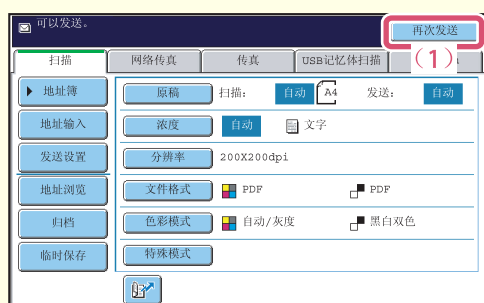 可以发送。
再次发送
扫描 网络传真 传真 USB记忆体扫描
(1)
地址簿 原稿 扫描: 自动 A4 发送: 自动
地址输入 浓度 自动 文字
发送设置 分辨率 200X200dpi
地址浏览 文件格式 PDF PDF
归档 色彩模式 自动/灰度 黑白双色
临时保存 特殊模式